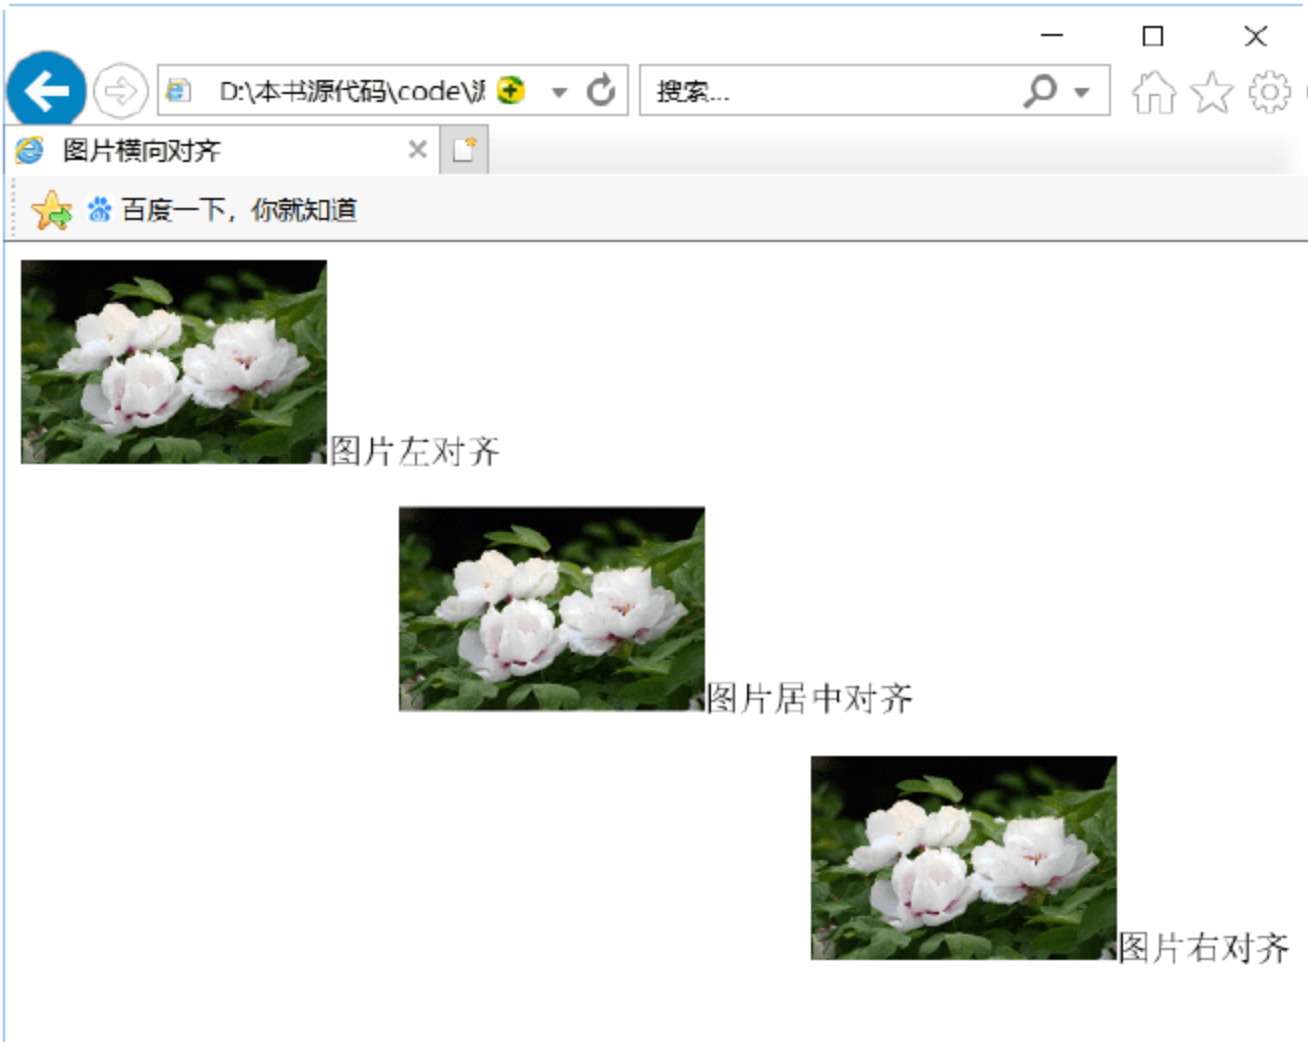 D:\本书源代码\code\
搜索...
图片横向对齐
百度一下，你就知道
图片左对齐
图片居中对齐
图片右对齐